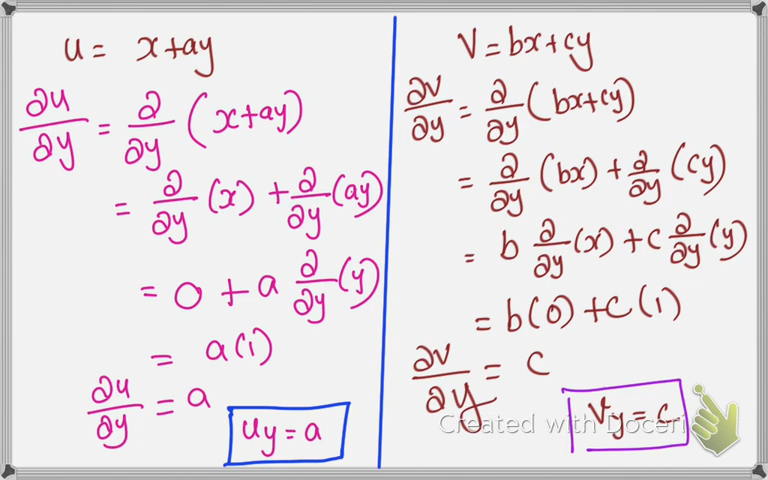 u = x+ay
∂u/∂y = ∂/∂y (x+ay)
= ∂/∂y (x) + ∂/∂y (ay)
= 0 + a ∂/∂y (y)
= a(1)
∂u/∂y = a
uy = a
V = bx+cy
∂v/∂y = ∂/∂y (bx+cy)
= ∂/∂y (bx) + ∂/∂y (cy)
= b ∂/∂y (x) + c ∂/∂y (y)
= b(0) + c(1)
∂v/∂y = c
Vy = c
Created with Doceri